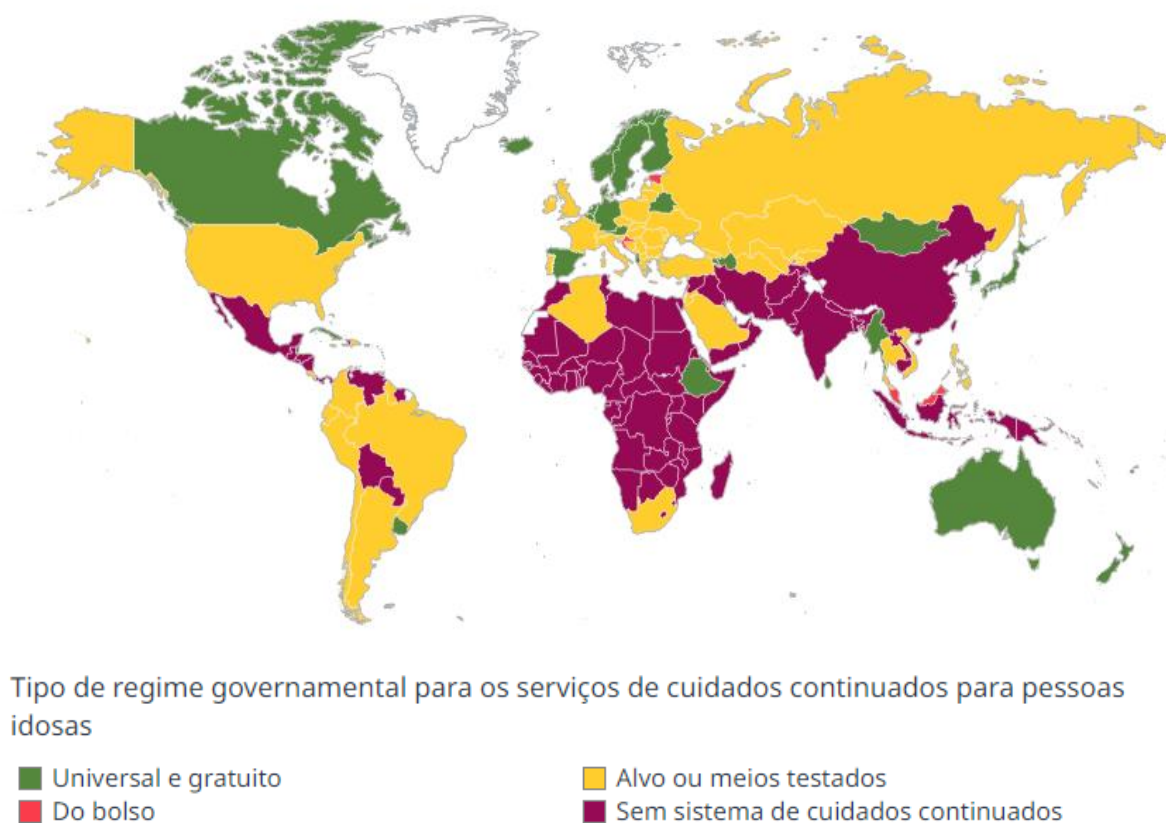 Tipo de regime governamental para os serviços de cuidados continuados para pessoas
idosas
Universal e gratuito
Alvo ou meios testados
Do bolso
Sem sistema de cuidados continuados